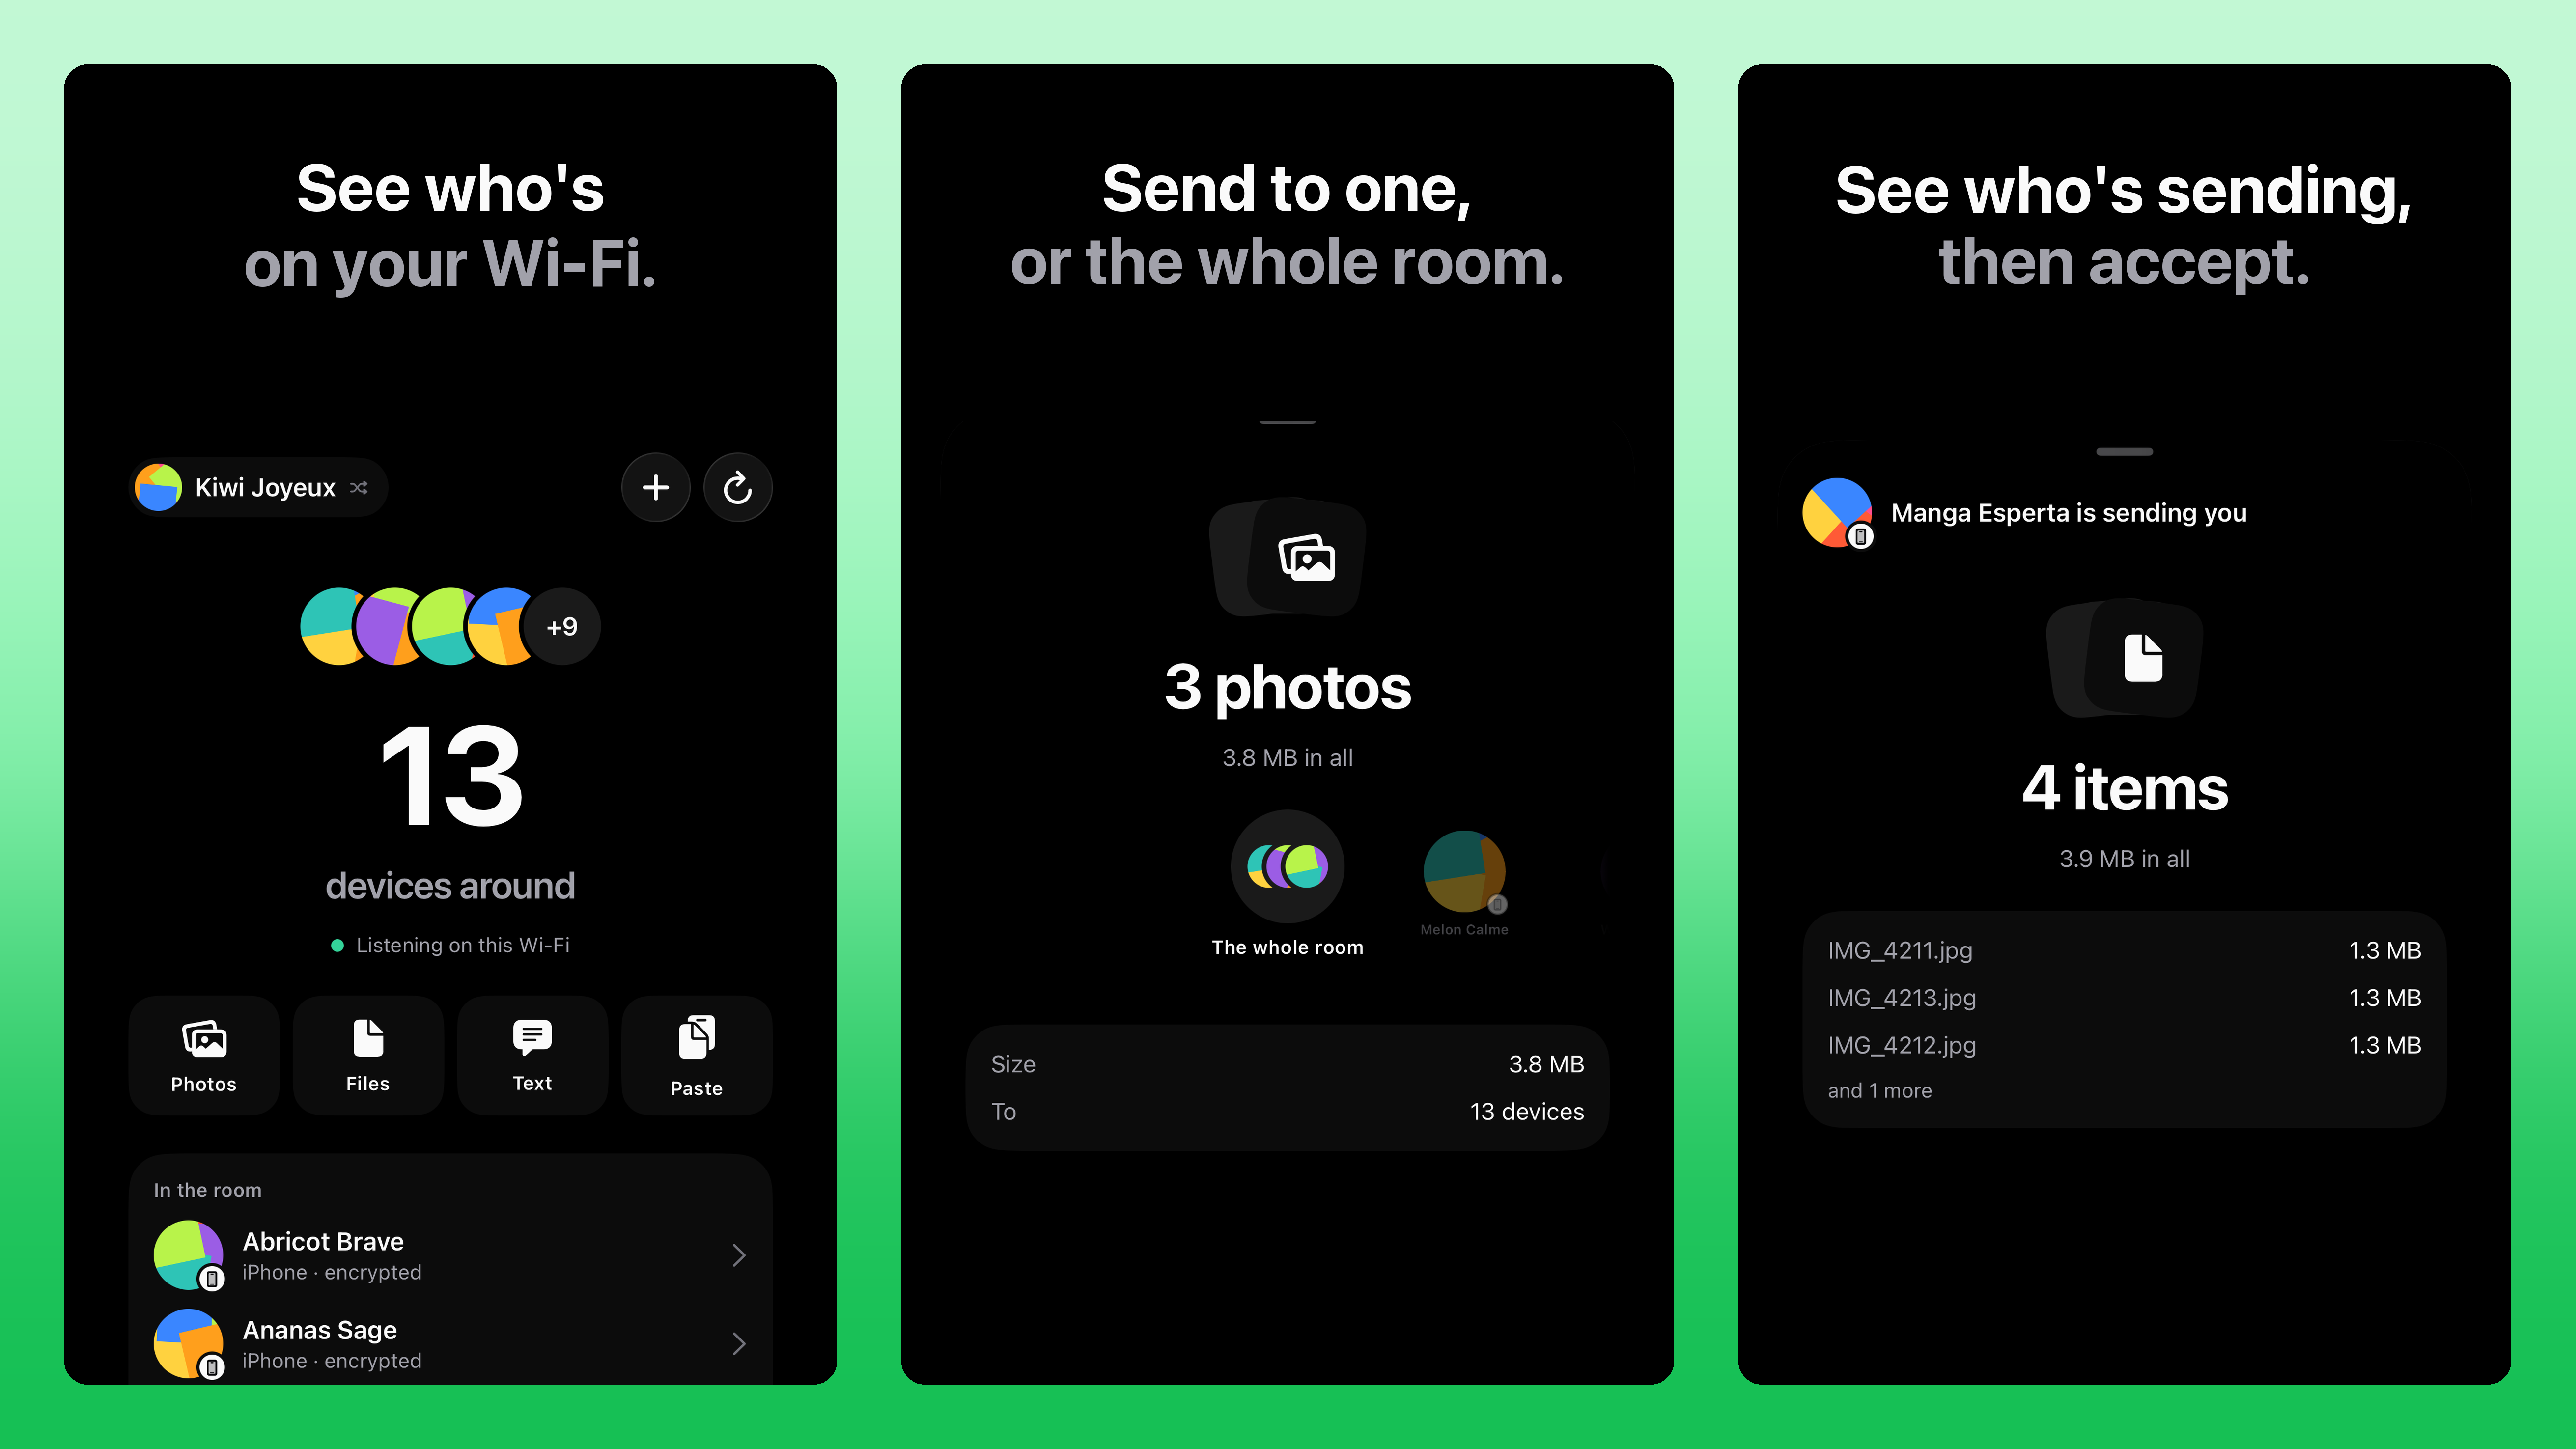 See who's
on your Wi-Fi.
Kiwi Joyeux
+9
13
devices around
Listening on this Wi-Fi
Photos
Files
Text
Paste
In the room
Abricot Brave
iPhone · encrypted
Ananas Sage
iPhone · encrypted
Send to one,
or the whole room.
3 photos
3.8 MB in all
The whole room
Melon Calme
Size 3.8 MB
To 13 devices
See who's sending,
then accept.
Manga Esperta is sending you
4 items
3.9 MB in all
IMG_4211.jpg 1.3 MB
IMG_4213.jpg 1.3 MB
IMG_4212.jpg 1.3 MB
and 1 more